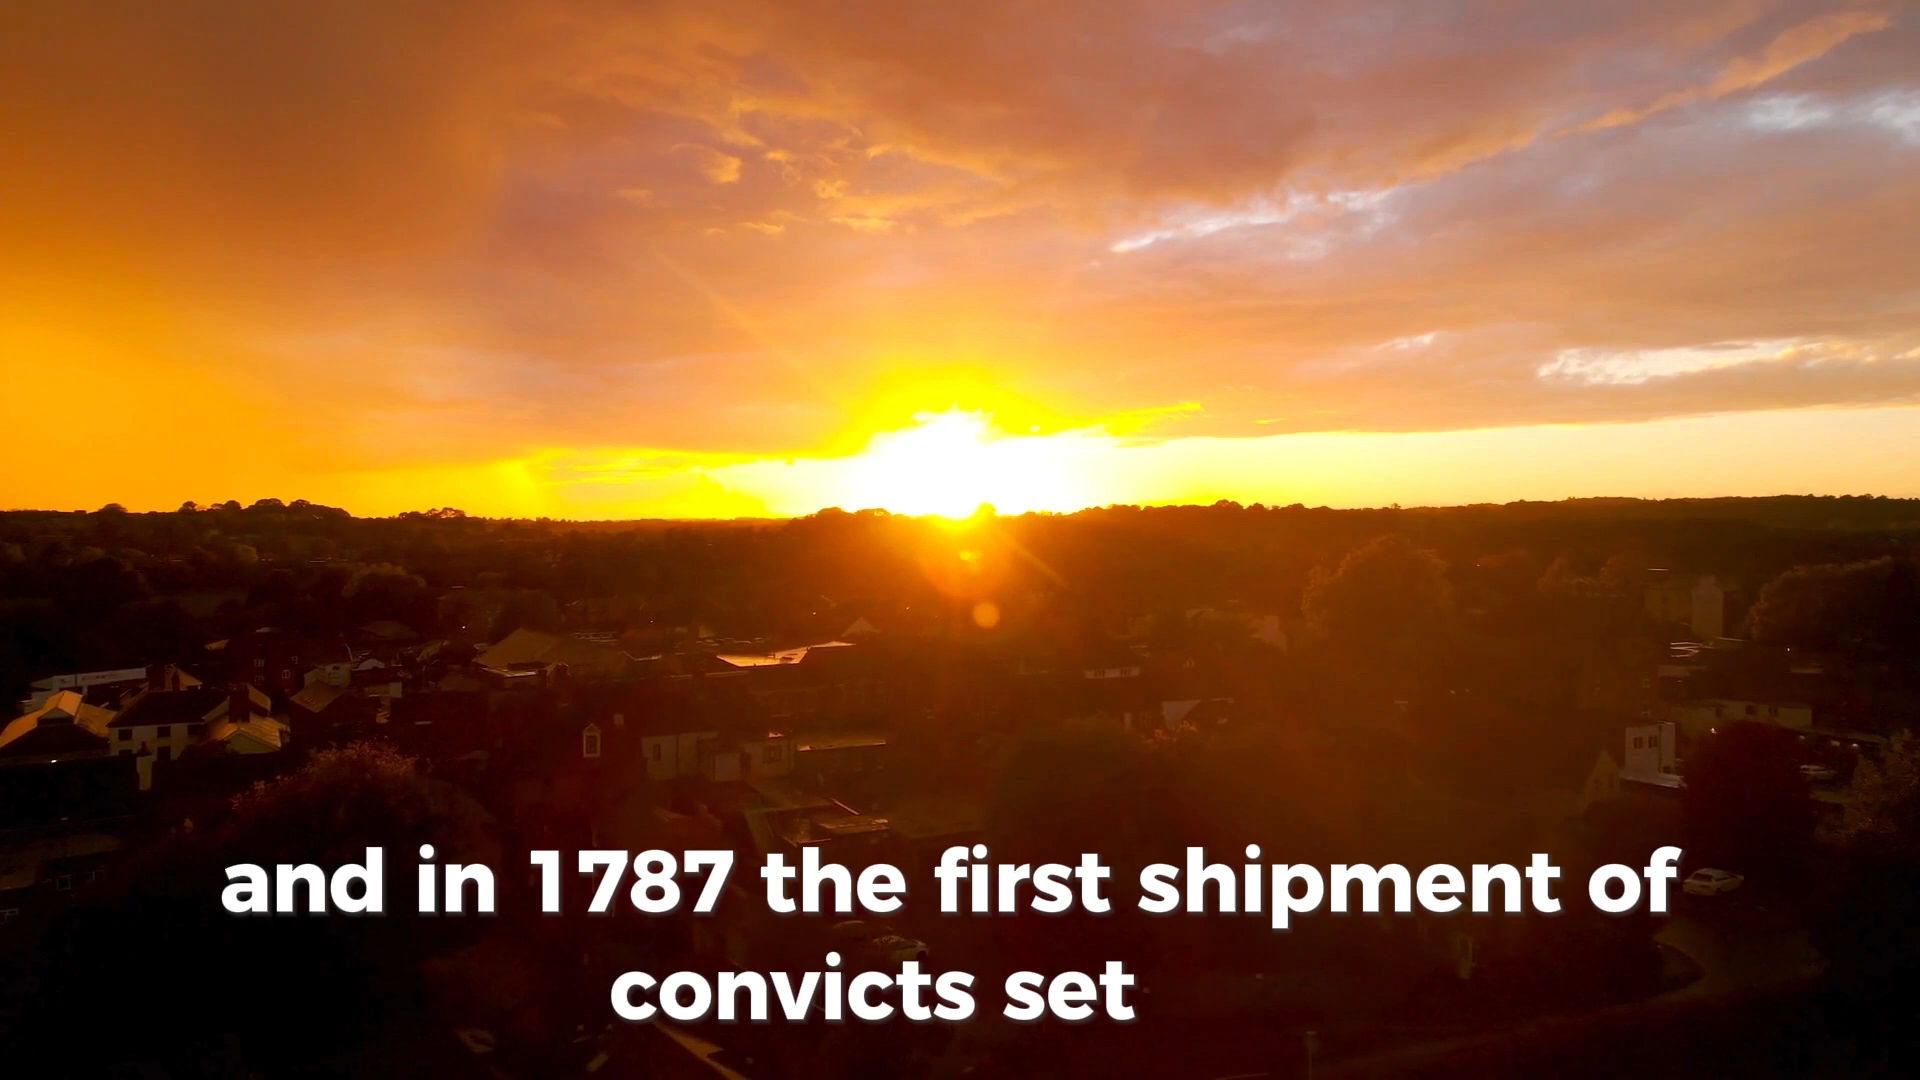 and in 1787 the first shipment of
convicts set